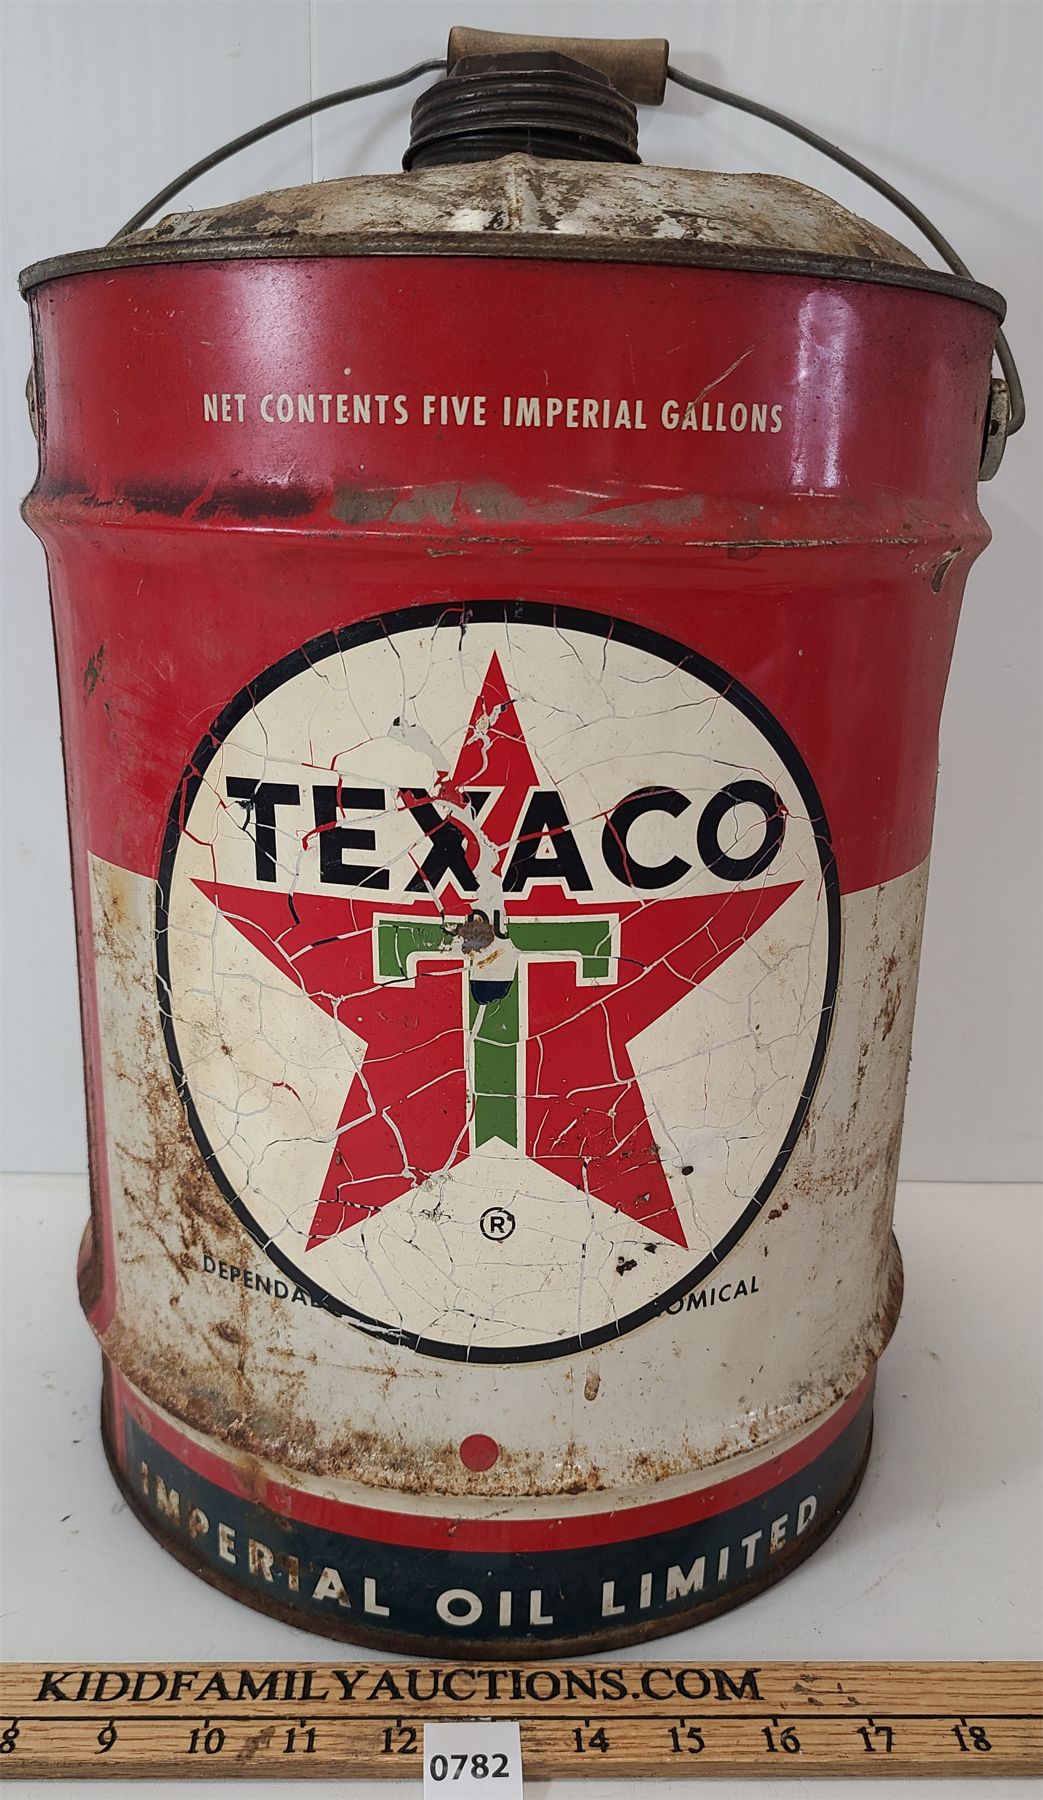 NET CONTENTS FIVE IMPERIAL GALLONS
TEXACO
T
®
IMPERIAL OIL LIMITED
KIDDFAMILYAUCTIONS.COM
8 9 10 11 12 14 15 16 17 18
0782